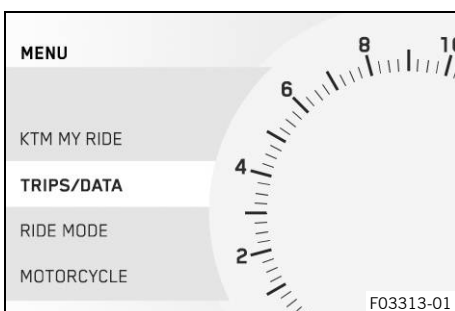 MENU
KTM MY RIDE
TRIPS/DATA
RIDE MODE
MOTORCYCLE
2
4
6
8
F03313-01